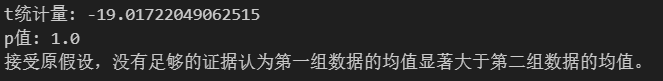 t统计量: -19.01722049062515
p值: 1.0
接受原假设，没有足够的证据认为第一组数据的均值显著大于第二组数据的均值。